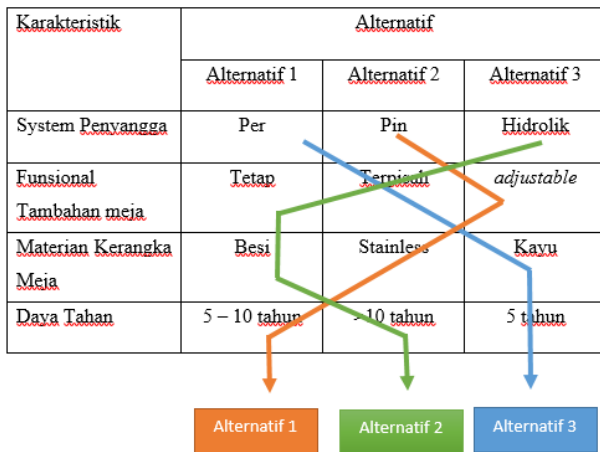 Karakteristik
Alternatif
Alternatif 1
Alternatif 2
Alternatif 3
System Penyangga
Per
Pin
Hidrolik
Funsional
Tambahan meja
Tetap
Terpisah
adjustable
Materian Kerangka
Meja
Besi
Stainless
Kayu
Daya Tahan
5 – 10 tahun
>10 tahun
5 tahun
Alternatif 1
Alternatif 2
Alternatif 3